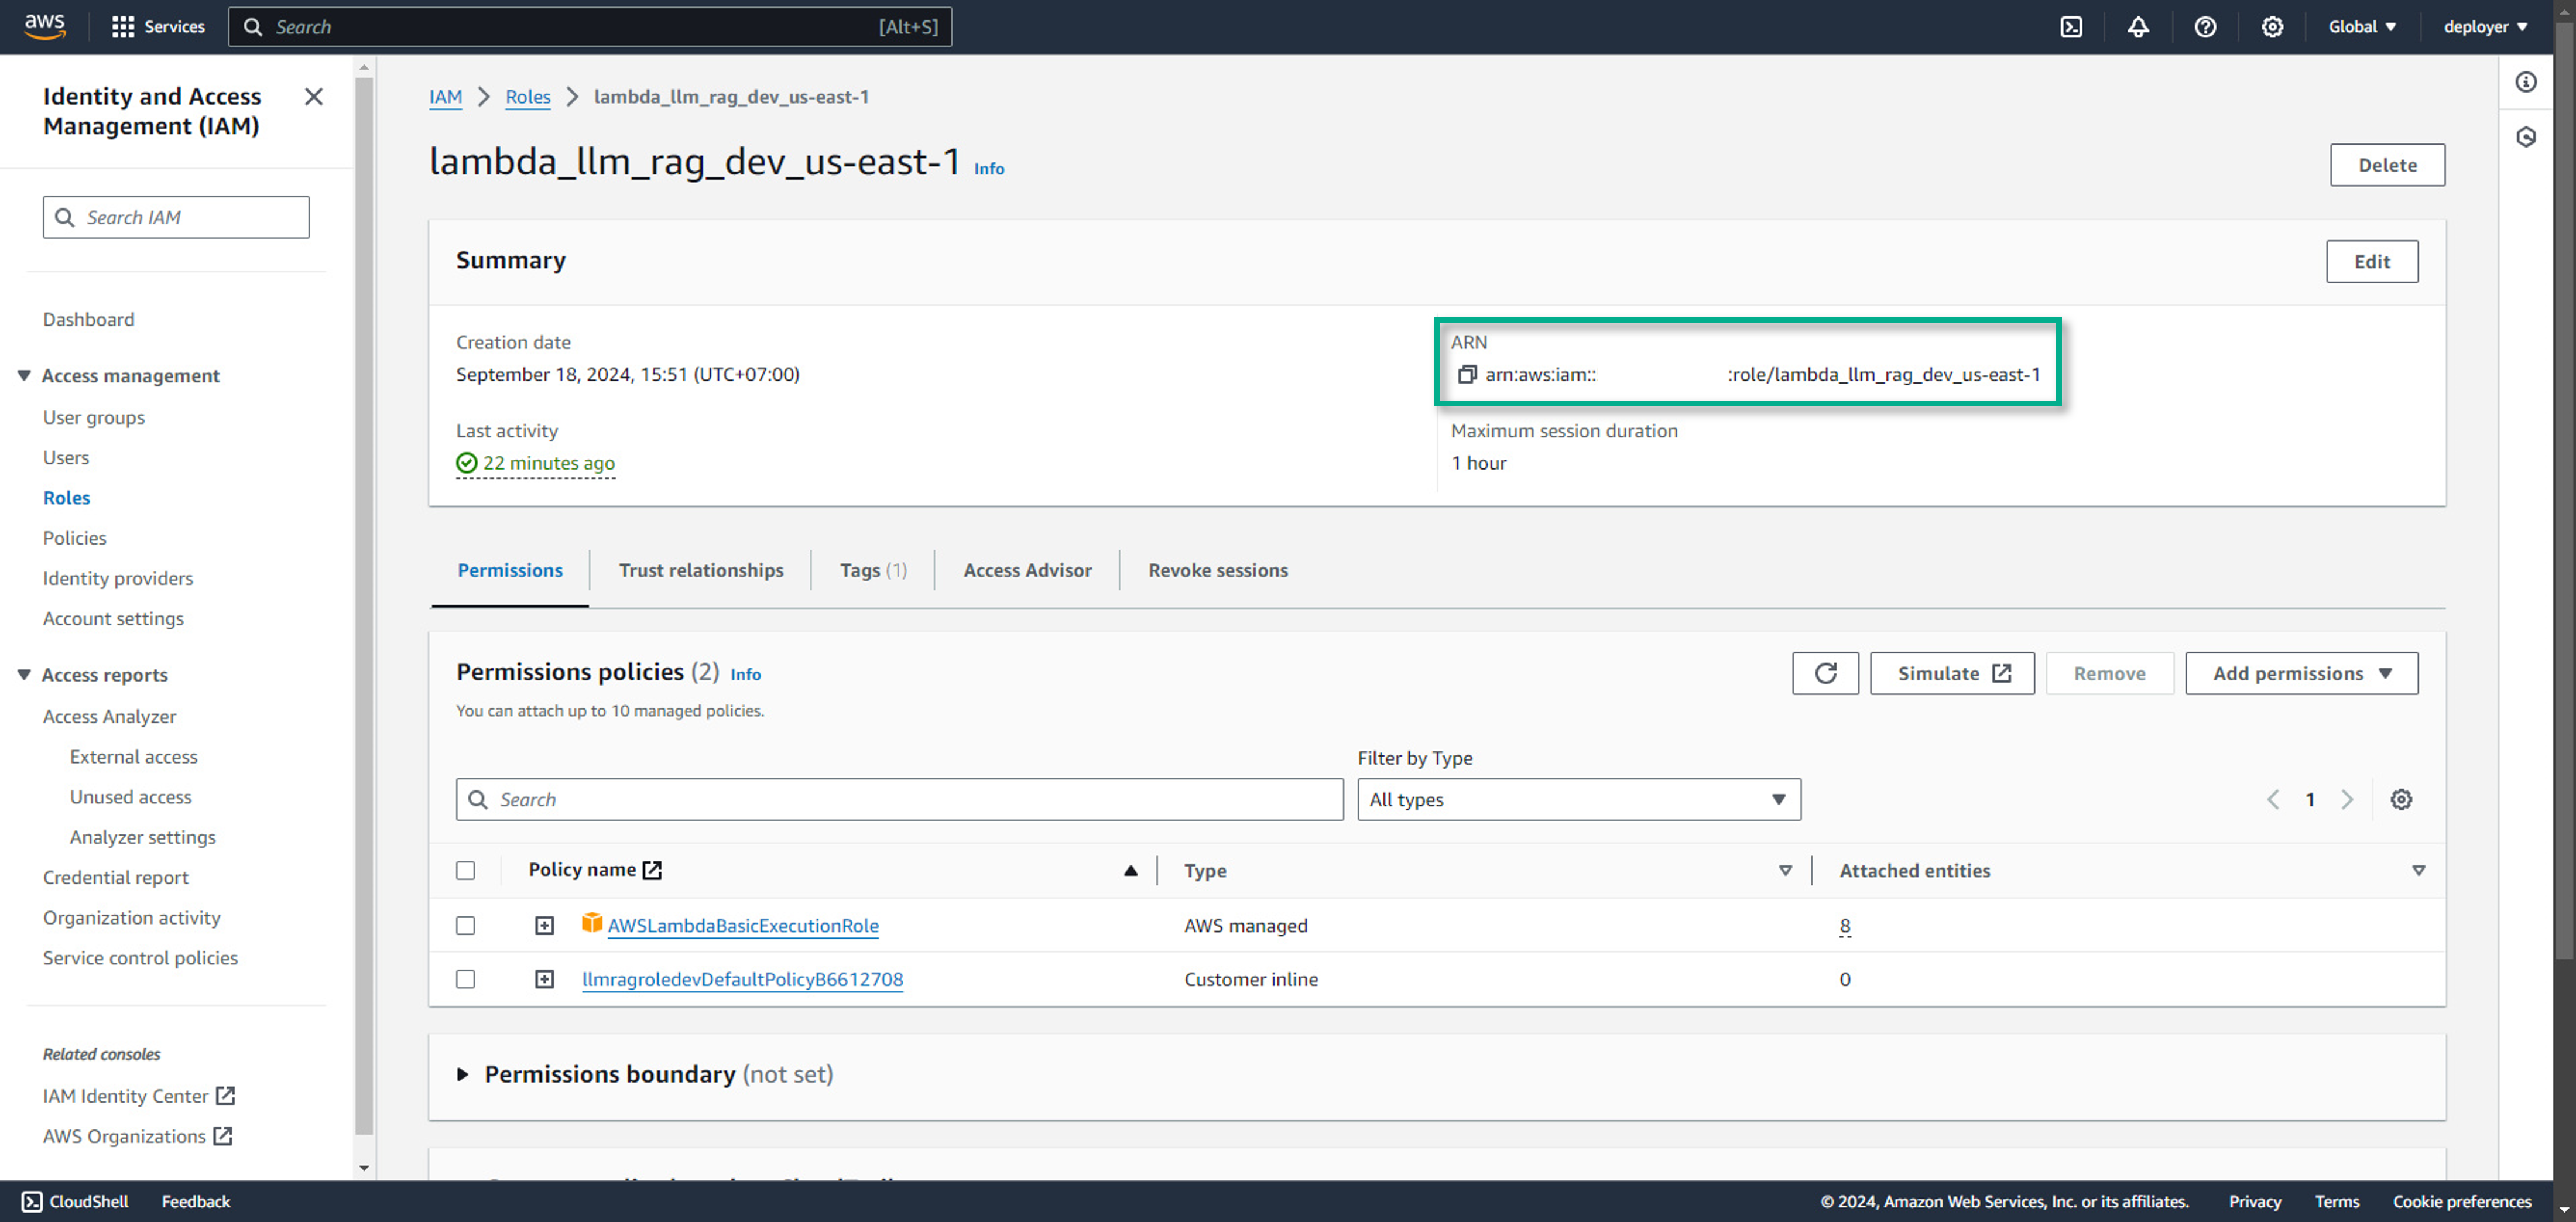 aws
Services
Search
[Alt+S]
Global
deployer
Identity and Access
Management (IAM)
Search IAM
Dashboard
Access management
User groups
Users
Roles
Policies
Identity providers
Account settings
Access reports
Access Analyzer
External access
Unused access
Analyzer settings
Credential report
Organization activity
Service control policies
Related consoles
IAM Identity Center
AWS Organizations
IAM > Roles > lambda_llm_rag_dev_us-east-1
lambda_llm_rag_dev_us-east-1 Info
Delete
Summary
Edit
Creation date
September 18, 2024, 15:51 (UTC+07:00)
ARN
arn:aws:iam:: :role/lambda_llm_rag_dev_us-east-1
Last activity
22 minutes ago
Maximum session duration
1 hour
Permissions
Trust relationships
Tags (1)
Access Advisor
Revoke sessions
Permissions policies (2) Info
You can attach up to 10 managed policies.
Simulate
Remove
Add permissions
Filter by Type
Search
All types
1
Policy name
Type
Attached entities
AWSLambdaBasicExecutionRole
AWS managed
8
llmragroledevDefaultPolicyB6612708
Customer inline
0
Permissions boundary (not set)
CloudShell
Feedback
© 2024, Amazon Web Services, Inc. or its affiliates.
Privacy
Terms
Cookie preferences